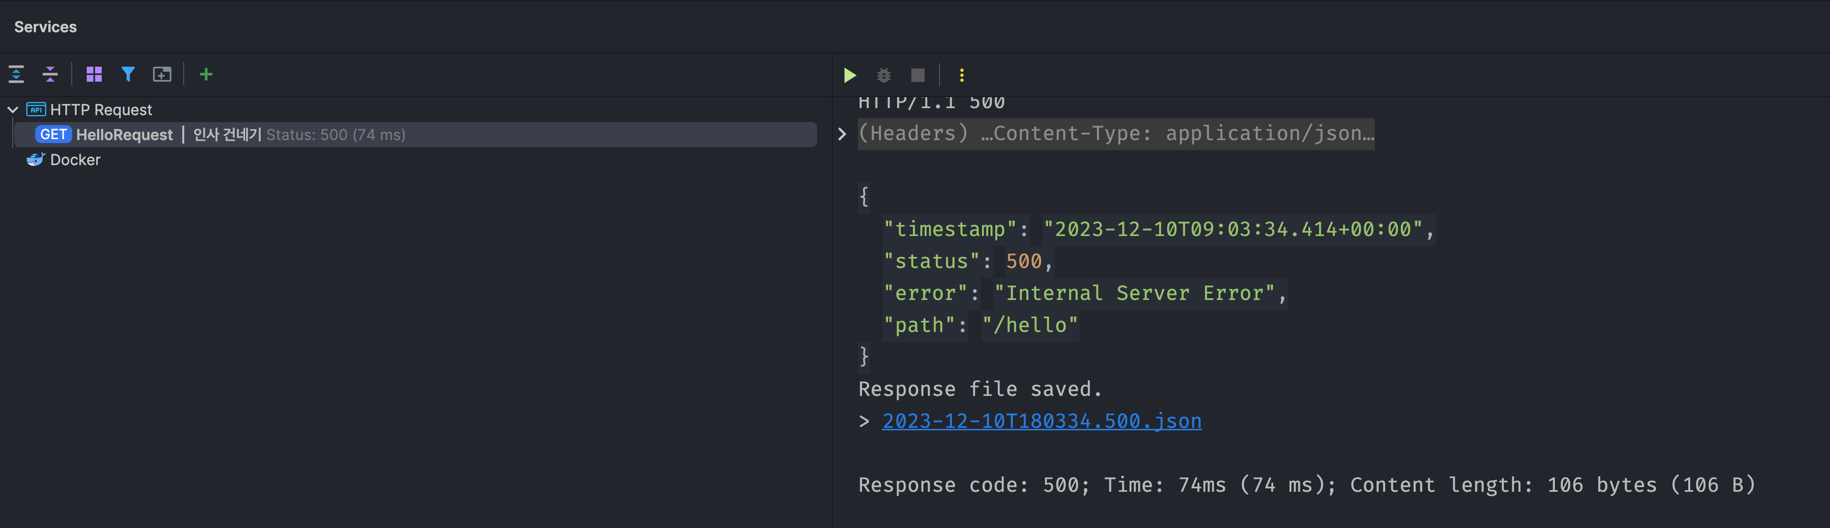 Services
HTTP Request
GET HelloRequest | 인사 건네기 Status: 500 (74 ms)
Docker
HTTP/1.1 500
(Headers) …Content-Type: application/json…
{
"timestamp": "2023-12-10T09:03:34.414+00:00",
"status": 500,
"error": "Internal Server Error",
"path": "/hello"
}
Response file saved.
> 2023-12-10T180334.500.json
Response code: 500; Time: 74ms (74 ms); Content length: 106 bytes (106 B)